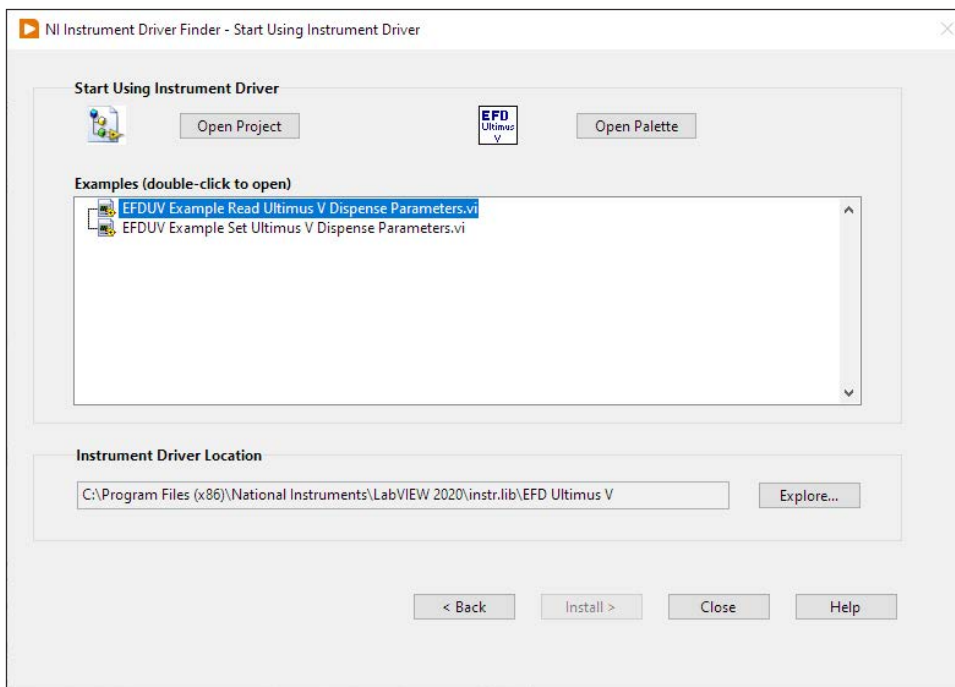 NI Instrument Driver Finder - Start Using Instrument Driver
Start Using Instrument Driver
Open Project
EFD
Ultimus
V
Open Palette
Examples (double-click to open)
EFDUV Example Read Ultimus V Dispense Parameters.vi
EFDUV Example Set Ultimus V Dispense Parameters.vi
Instrument Driver Location
C:\Program Files (x86)\National Instruments\LabVIEW 2020\instr.lib\EFD Ultimus V
Explore...
< Back
Install >
Close
Help